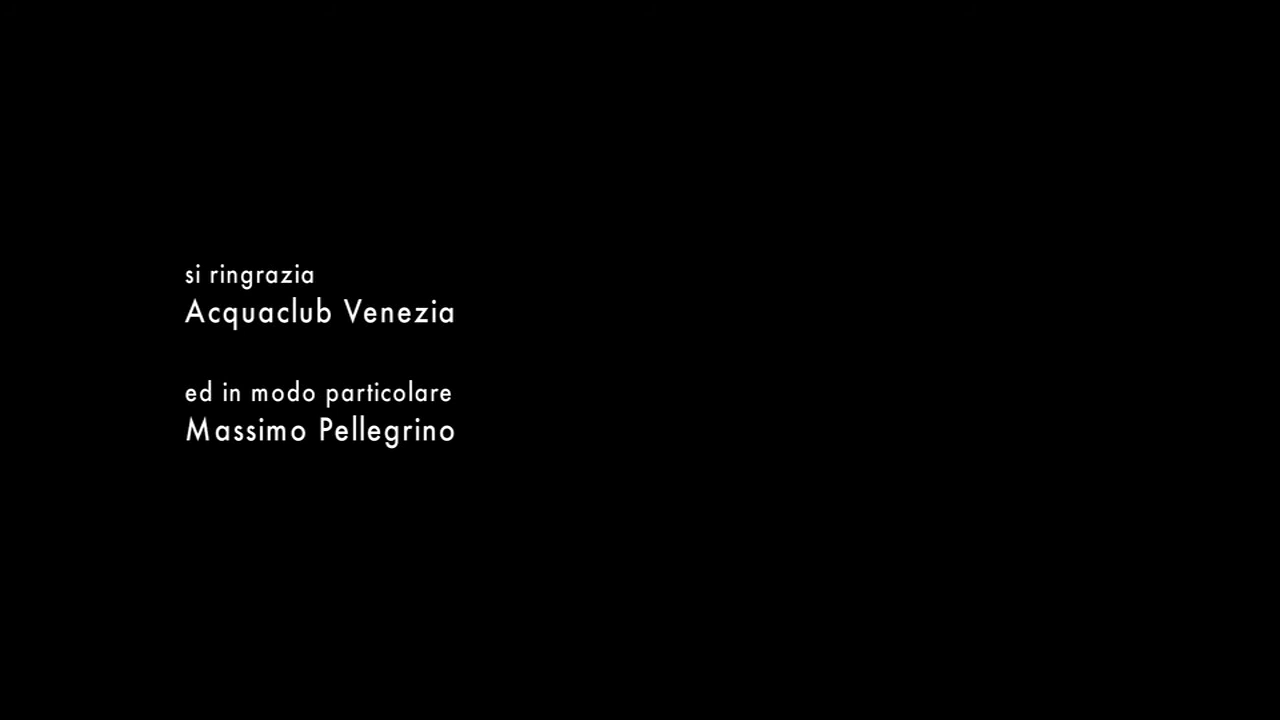 si ringrazia
Acquaclub Venezia
ed in modo particolare
Massimo Pellegrino